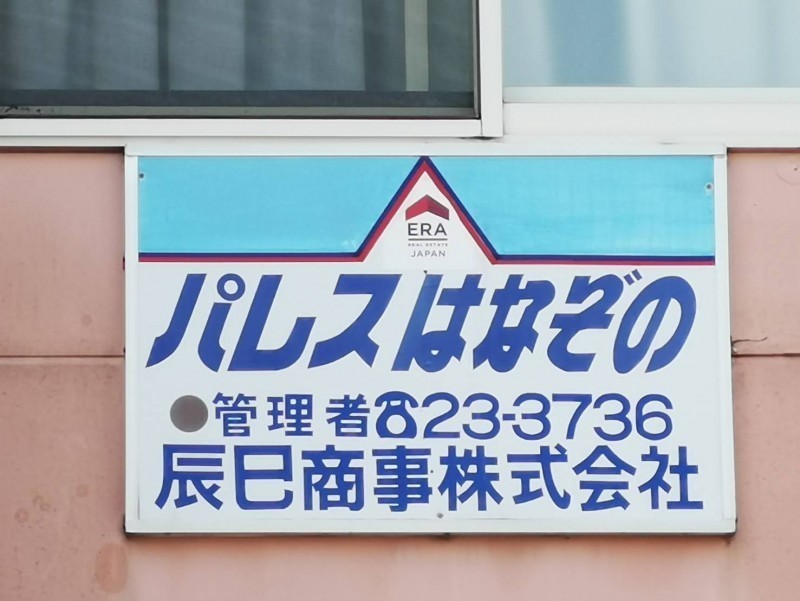 ERA
REAL ESTATE
JAPAN
パレスはなぞの
●管理者☎23-3736
辰巳商事株式会社